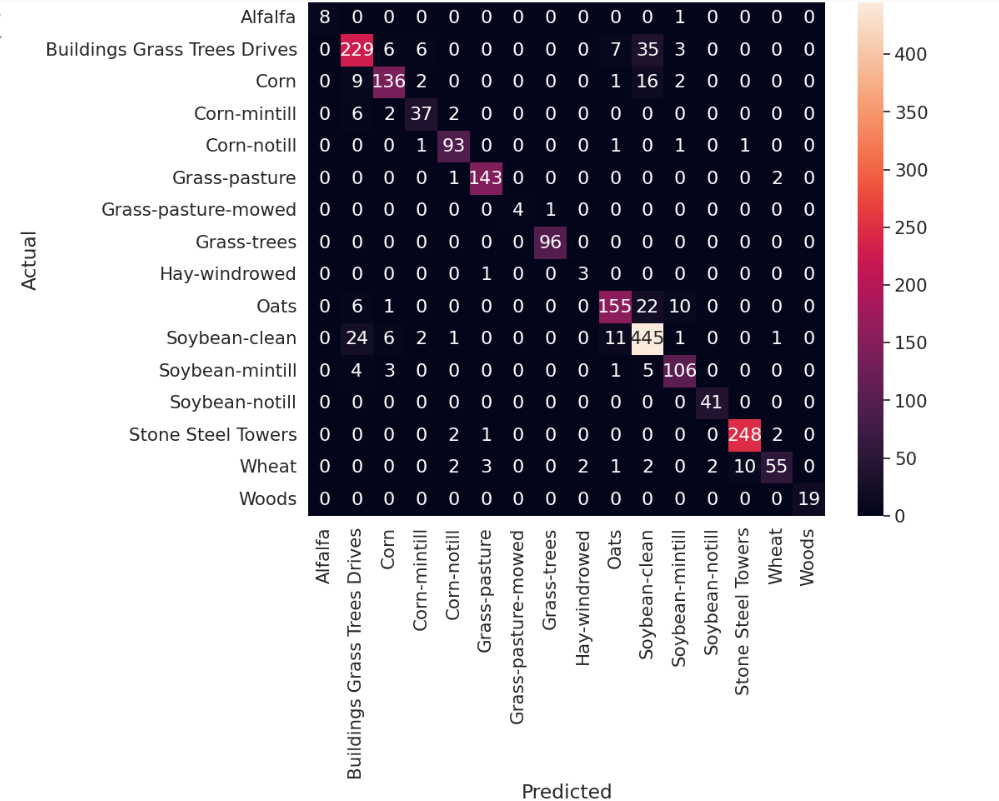 Alfalfa 8 0 0 0 0 0 0 0 0 0 0 1 0 0 0 0
Buildings Grass Trees Drives 0 229 6 6 0 0 0 0 0 7 35 3 0 0 0 0
Corn 0 9 136 2 0 0 0 0 0 1 16 2 0 0 0 0
Corn-mintill 0 6 2 37 2 0 0 0 0 0 0 0 0 0 0 0
Corn-notill 0 0 0 1 93 0 0 0 0 1 0 1 0 1 0 0
Grass-pasture 0 0 0 0 1 143 0 0 0 0 0 0 0 0 2 0
Grass-pasture-mowed 0 0 0 0 0 0 4 1 0 0 0 0 0 0 0 0
Grass-trees 0 0 0 0 0 0 0 96 0 0 0 0 0 0 0 0
Hay-windrowed 0 0 0 0 0 1 0 0 3 0 0 0 0 0 0 0
Oats 0 6 1 0 0 0 0 0 0 155 22 10 0 0 0 0
Soybean-clean 0 24 6 2 1 0 0 0 0 11 445 1 0 0 1 0
Soybean-mintill 0 4 3 0 0 0 0 0 0 1 5 106 0 0 0 0
Soybean-notill 0 0 0 0 0 0 0 0 0 0 0 0 41 0 0 0
Stone Steel Towers 0 0 0 0 2 1 0 0 0 0 0 0 0 248 2 0
Wheat 0 0 0 0 2 3 0 0 2 1 2 0 2 10 55 0
Woods 0 0 0 0 0 0 0 0 0 0 0 0 0 0 0 19
Actual
Alfalfa
Buildings Grass Trees Drives
Corn
Corn-mintill
Corn-notill
Grass-pasture
Grass-pasture-mowed
Grass-trees
Hay-windrowed
Oats
Soybean-clean
Soybean-mintill
Soybean-notill
Stone Steel Towers
Wheat
Woods
Predicted
400
350
300
250
200
150
100
50
0